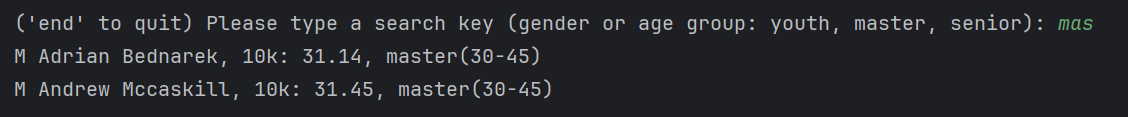 ('end' to quit) Please type a search key (gender or age group: youth, master, senior): mas
M Adrian Bednarek, 10k: 31.14, master(30-45)
M Andrew Mccaskill, 10k: 31.45, master(30-45)